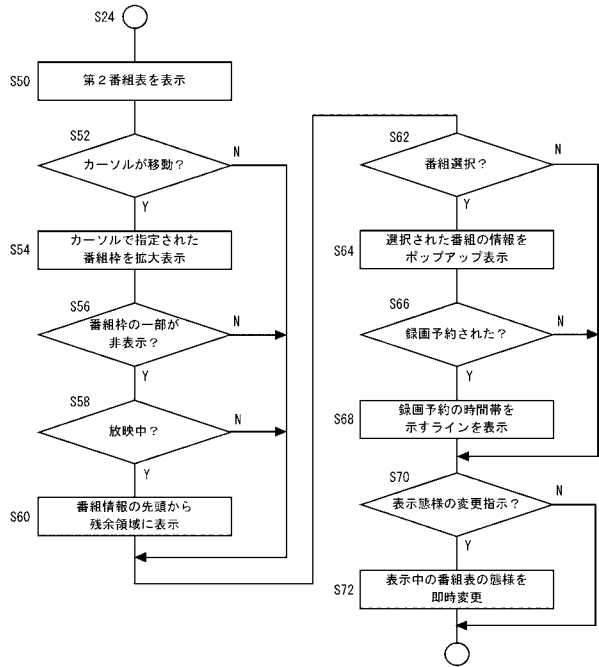 S24
S50
第２番組表を表示
S52
カーソルが移動？
N
Y
S54
カーソルで指定された
番組枠を拡大表示
S56
番組枠の一部が
非表示？
N
Y
S58
放映中？
N
Y
S60
番組情報の先頭から
残余領域に表示
S62
番組選択？
N
Y
S64
選択された番組の情報を
ポップアップ表示
S66
録画予約された？
N
Y
S68
録画予約の時間帯を
示すラインを表示
S70
表示態様の変更指示？
N
Y
S72
表示中の番組表の態様を
即時変更